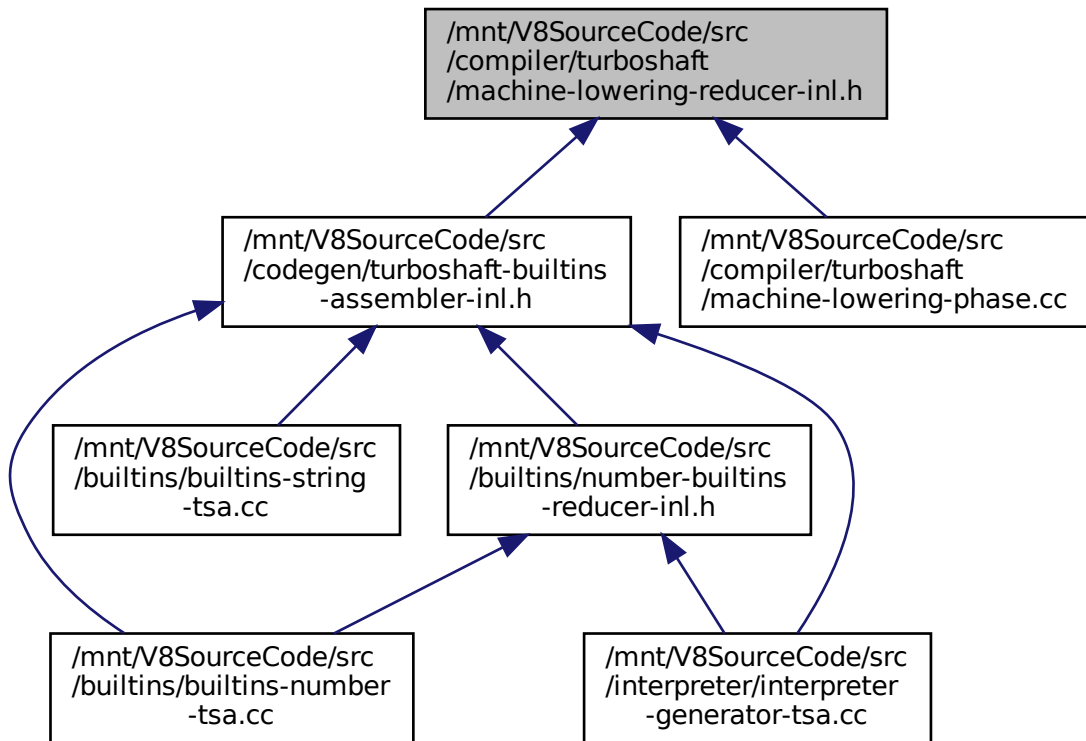 /mnt/V8SourceCode/src
/compiler/turboshaft
/machine-lowering-reducer-inl.h
/mnt/V8SourceCode/src
/codegen/turboshaft-builtins
-assembler-inl.h
/mnt/V8SourceCode/src
/compiler/turboshaft
/machine-lowering-phase.cc
/mnt/V8SourceCode/src
/builtins/builtins-string
-tsa.cc
/mnt/V8SourceCode/src
/builtins/number-builtins
-reducer-inl.h
/mnt/V8SourceCode/src
/builtins/builtins-number
-tsa.cc
/mnt/V8SourceCode/src
/interpreter/interpreter
-generator-tsa.cc